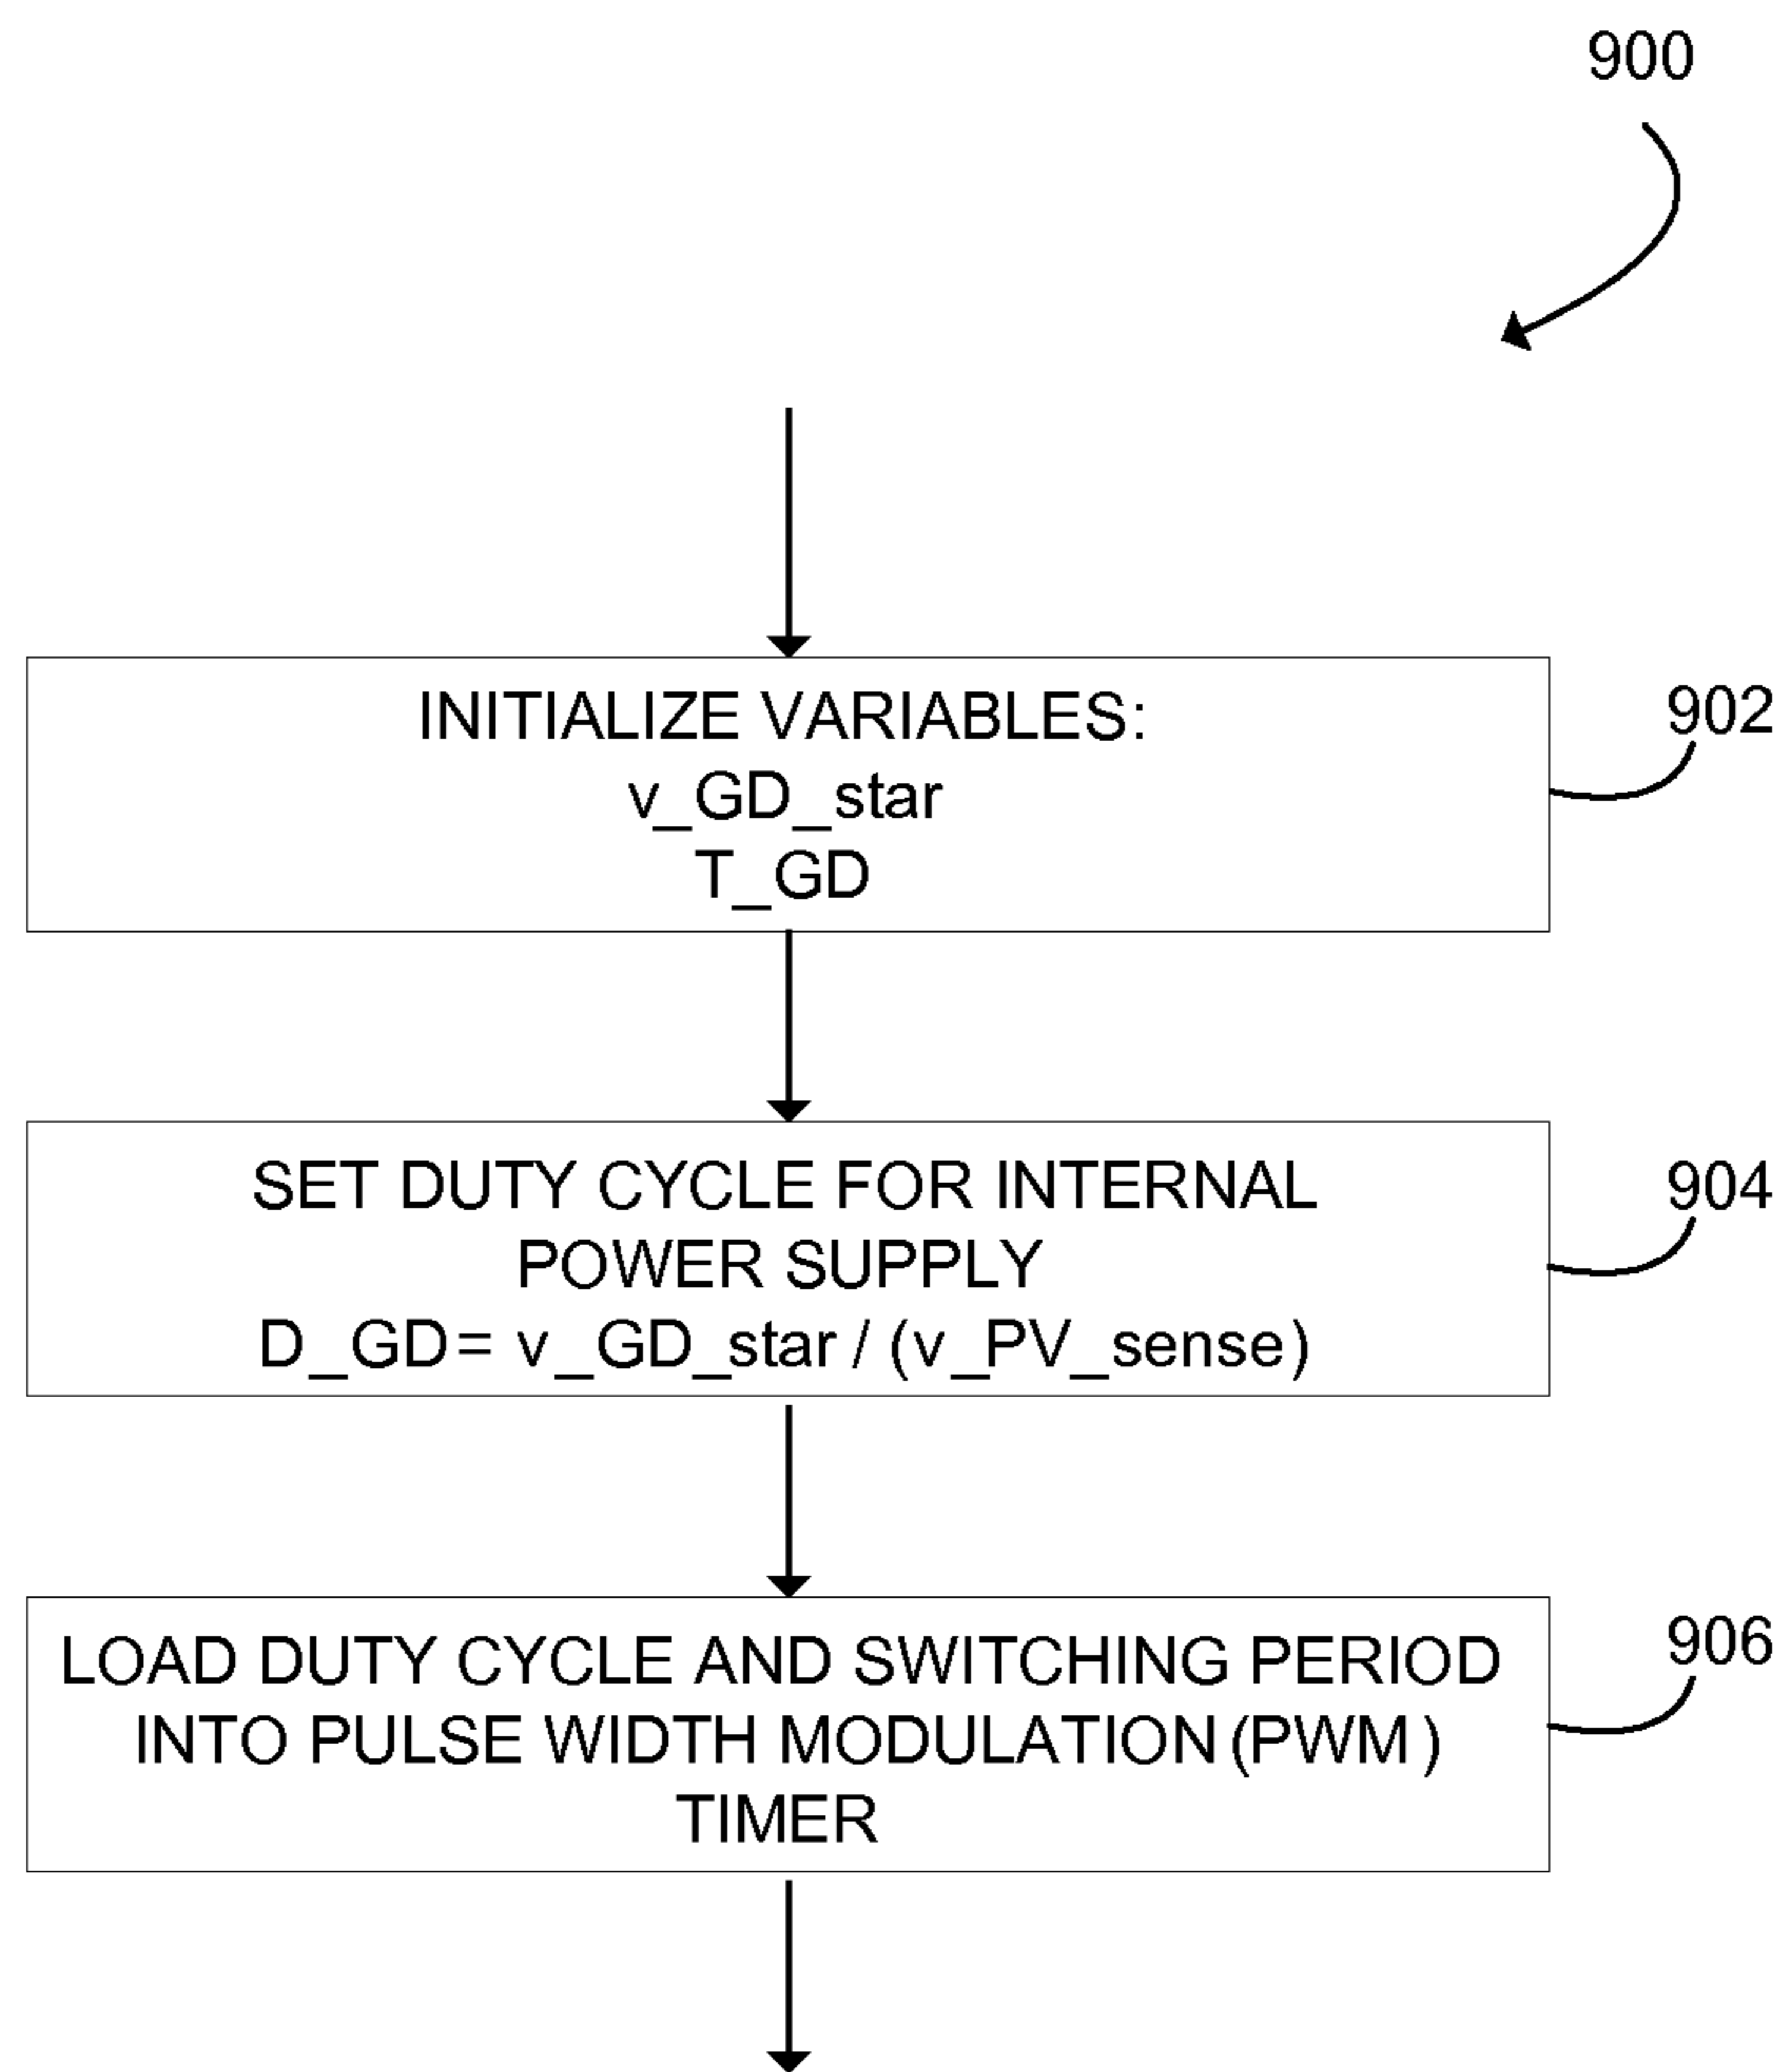 900
INITIALIZE VARIABLES:
v_GD_star
T_GD
902
SET DUTY CYCLE FOR INTERNAL
POWER SUPPLY
D_GD= v_GD_star / (v_PV_sense)
904
LOAD DUTY CYCLE AND SWITCHING PERIOD
INTO PULSE WIDTH MODULATION (PWM)
TIMER
906